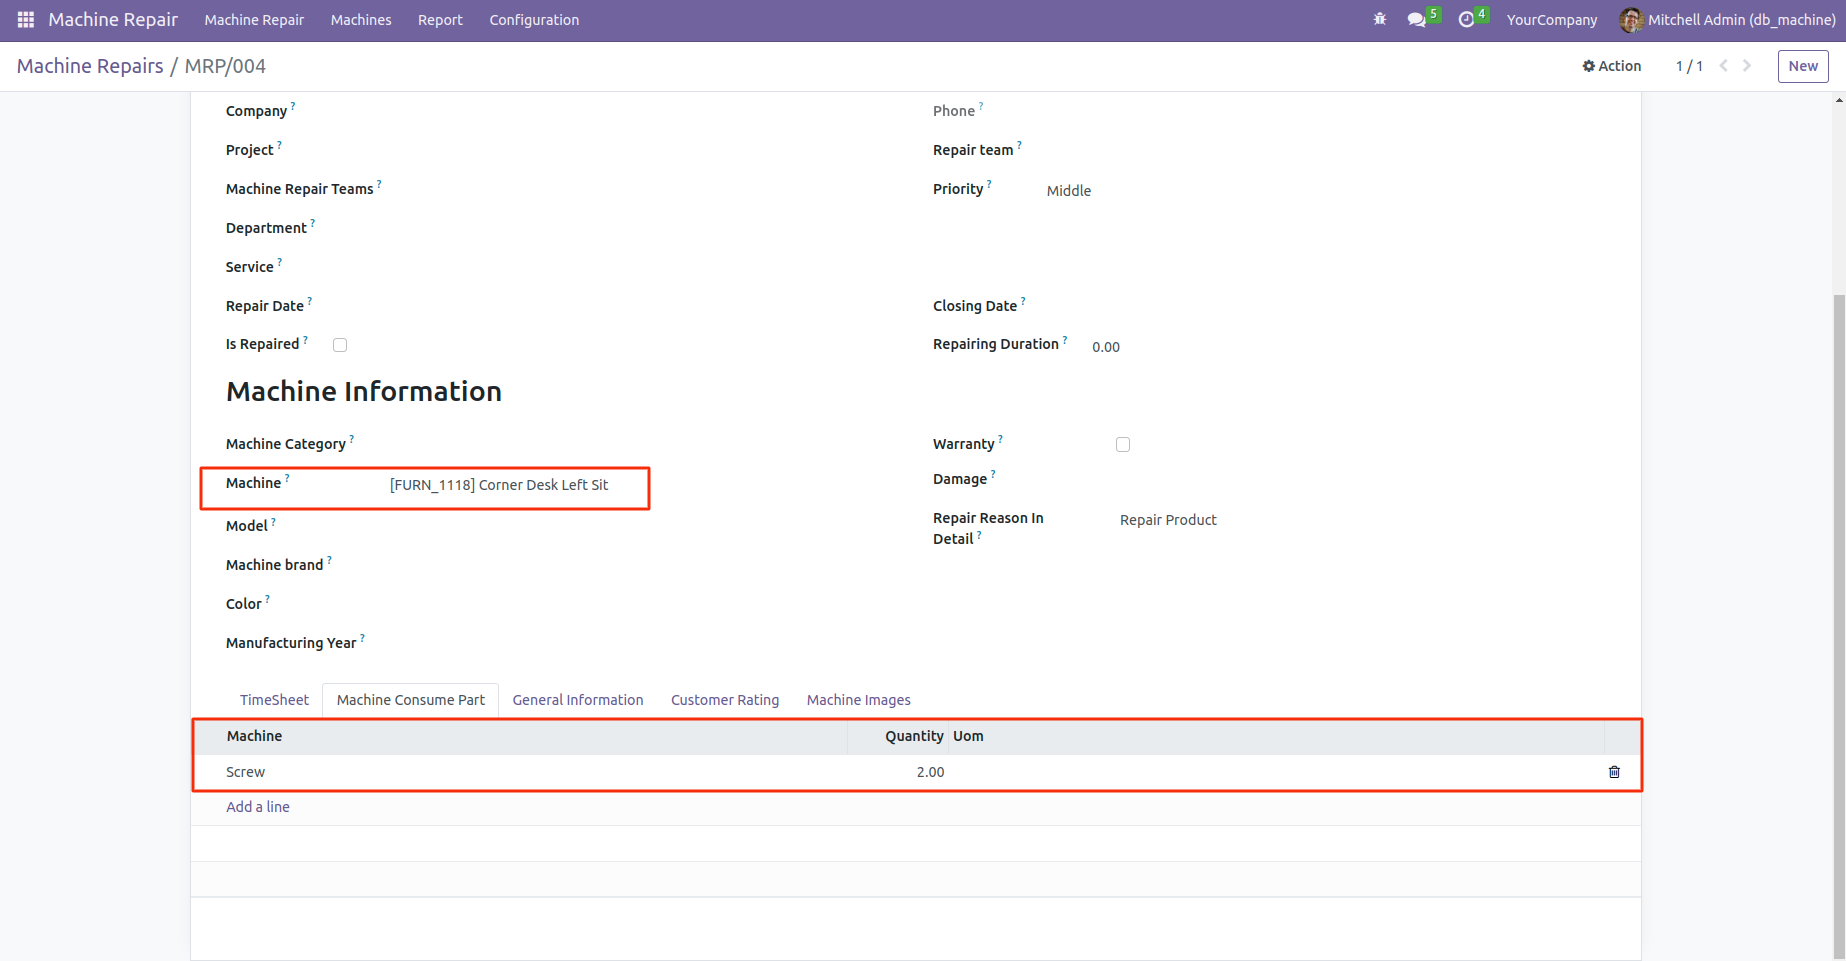 Machine Repair Machine Repair Machines Report Configuration 5 4 YourCompany Mitchell Admin (db_machine)
Machine Repairs / MRP/004 Action 1 / 1 New
Company ? Phone ?
Project ? Repair team ?
Machine Repair Teams ? Priority ? Middle
Department ?
Service ?
Repair Date ? Closing Date ?
Is Repaired ? Repairing Duration ? 0.00
Machine Information
Machine Category ? Warranty ?
Machine ? [FURN_1118] Corner Desk Left Sit Damage ?
Model ? Repair Reason In Detail ? Repair Product
Machine brand ?
Color ?
Manufacturing Year ?
TimeSheet Machine Consume Part General Information Customer Rating Machine Images
Machine Quantity Uom
Screw 2.00
Add a line